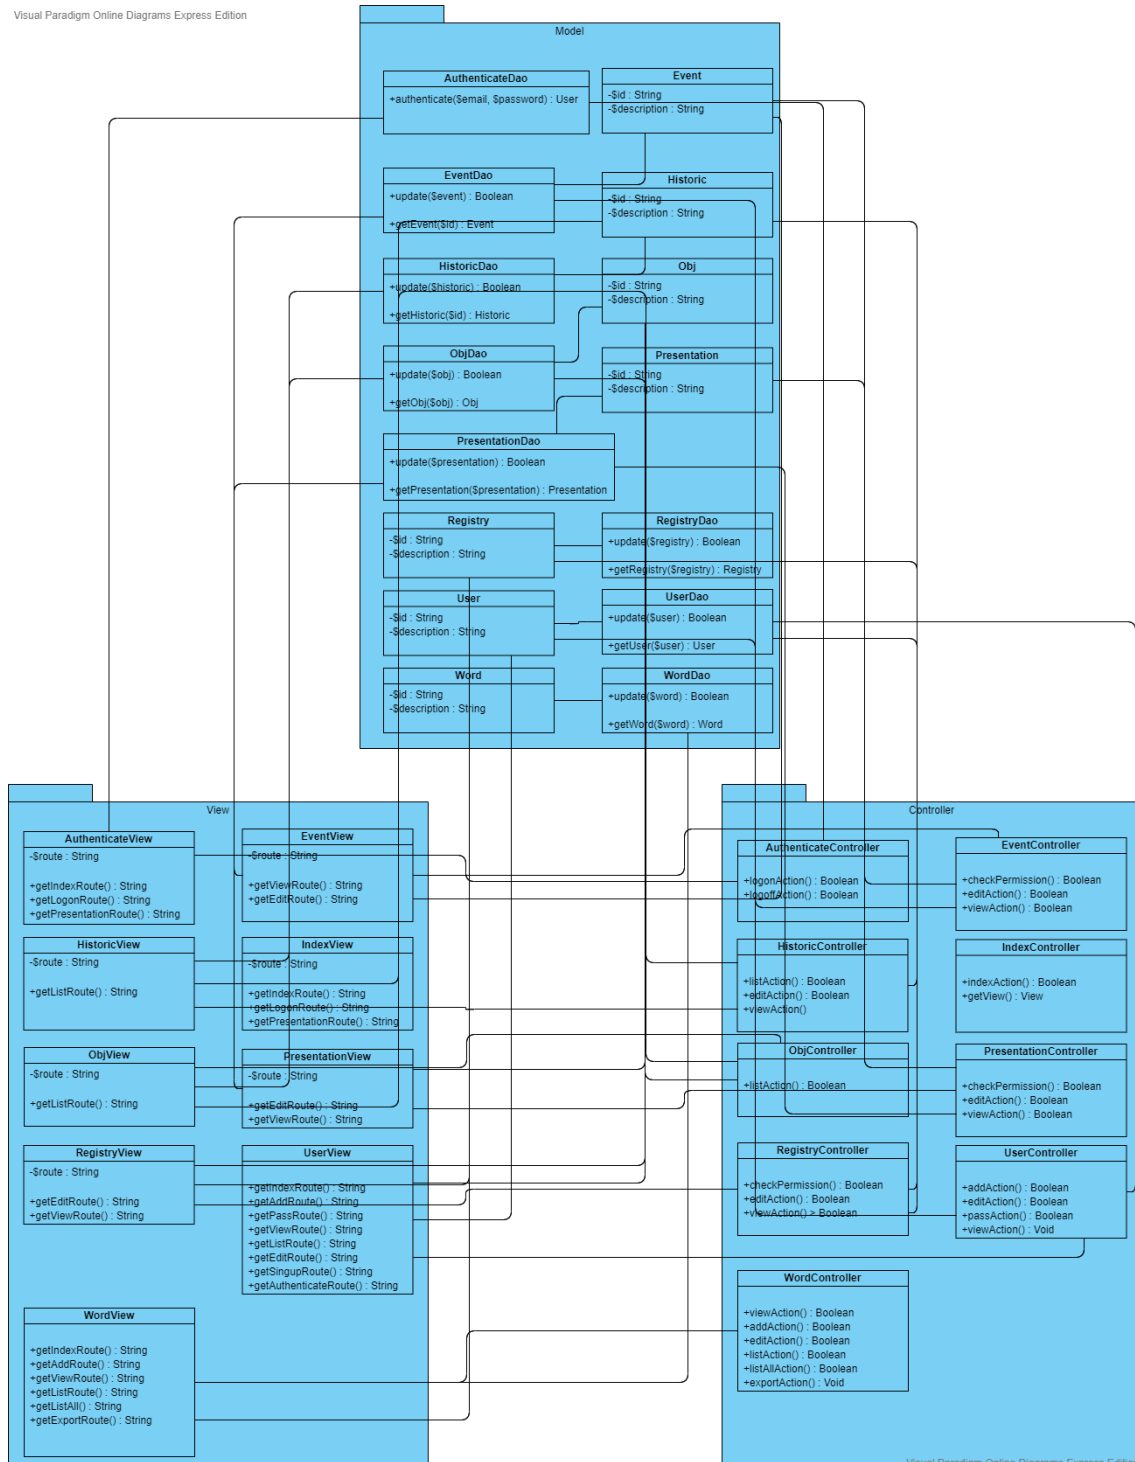 Visual Paradigm Online Diagrams Express Edition
Model
AuthenticateDao
+authenticate($email, $password) : User
Event
-$id : String
-$description : String
EventDao
+update($event) : Boolean
+getEvent($id) : Event
Historic
-$id : String
-$description : String
HistoricDao
+update($historic) : Boolean
+getHistoric($id) : Historic
Obj
-$id : String
-$description : String
ObjDao
+update($obj) : Boolean
+getObj($obj) : Obj
Presentation
-$id : String
-$description : String
PresentationDao
+update($presentation) : Boolean
+getPresentation($presentation) : Presentation
Registry
-$id : String
-$description : String
RegistryDao
+update($registry) : Boolean
+getRegistry($registry) : Registry
User
-$id : String
-$description : String
UserDao
+update($user) : Boolean
+getUser($user) : User
Word
-$id : String
-$description : String
WordDao
+update($word) : Boolean
+getWord($word) : Word
View
AuthenticateView
-$route : String
+getIndexRoute() : String
+getLogonRoute() : String
+getPresentationRoute() : String
EventView
-$route : String
+getViewRoute() : String
+getEditRoute() : String
HistoricView
-$route : String
+getListRoute() : String
IndexView
-$route : String
+getIndexRoute() : String
+getLogonRoute() : String
+getPresentationRoute() : String
ObjView
-$route : String
+getListRoute() : String
PresentationView
-$route : String
+getEditRoute() : String
+getViewRoute() : String
RegistryView
-$route : String
+getEditRoute() : String
+getViewRoute() : String
UserView
+getIndexRoute() : String
+getAddRoute() : String
+getPassRoute() : String
+getViewRoute() : String
+getListRoute() : String
+getEditRoute() : String
+getSingupRoute() : String
+getAuthenticateRoute() : String
WordView
+getIndexRoute() : String
+getAddRoute() : String
+getViewRoute() : String
+getListRoute() : String
+getListAll() : String
+getExportRoute() : String
Controller
AuthenticateController
+logonAction() : Boolean
+logoffAction() : Boolean
EventController
+checkPermission() : Boolean
+editAction() : Boolean
+viewAction() : Boolean
HistoricController
+listAction() : Boolean
+editAction() : Boolean
+viewAction()
IndexController
+indexAction() : Boolean
+getView() : View
ObjController
+listAction() : Boolean
PresentationController
+checkPermission() : Boolean
+editAction() : Boolean
+viewAction() : Boolean
RegistryController
+checkPermission() : Boolean
+editAction() : Boolean
+viewAction() > Boolean
UserController
+addAction() : Boolean
+editAction() : Boolean
+passAction() : Boolean
+viewAction() : Void
WordController
+viewAction() : Boolean
+addAction() : Boolean
+editAction() : Boolean
+listAction() : Boolean
+listAllAction() : Boolean
+exportAction() : Void